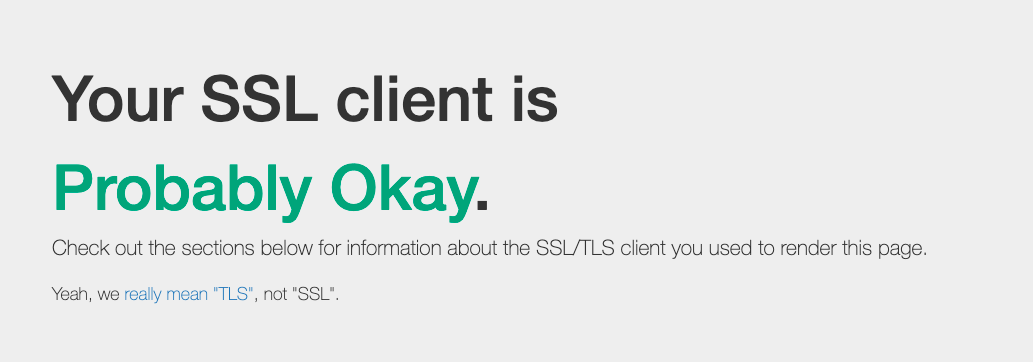 Your SSL client is
Probably Okay.
Check out the sections below for information about the SSL/TLS client you used to render this page.
Yeah, we really mean "TLS", not "SSL".